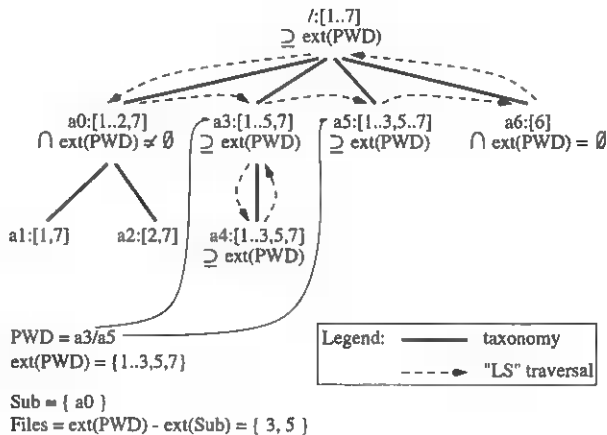 /:[1..7]
⊇ ext(PWD)
a0:[1..2,7]
∩ ext(PWD) ≭ ∅
a3:[1..5,7]
⊇ ext(PWD)
a5:[1..3,5..7]
⊇ ext(PWD)
a6:[6]
∩ ext(PWD) = ∅
a1:[1,7]
a2:[2,7]
a4:[1..3,5,7]
⊇ ext(PWD)
PWD = a3/a5
ext(PWD) = {1..3,5,7}
Sub = { a0 }
Files = ext(PWD) - ext(Sub) = { 3, 5 }
Legend:
taxonomy
"LS" traversal